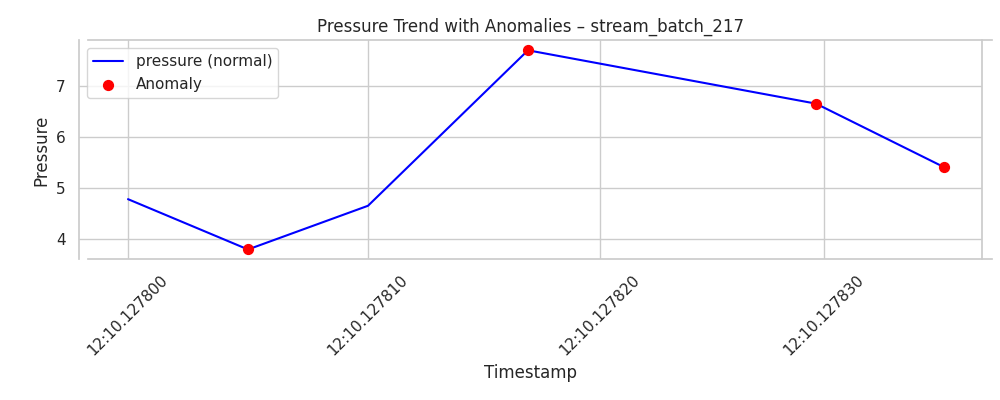 Pressure Trend with Anomalies – stream_batch_217
pressure (normal)
Anomaly
Pressure
7
6
5
4
12:10.127800
12:10.127810
12:10.127820
12:10.127830
Timestamp